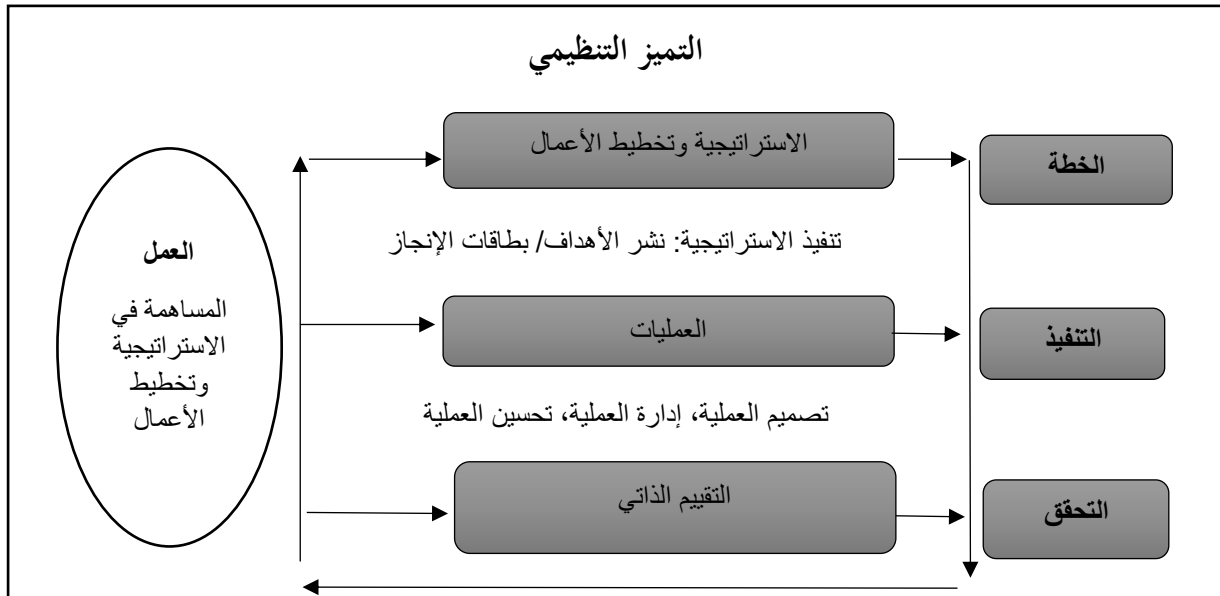 التميز التنظيمي
الاستراتيجية وتخطيط الأعمال
الخطة
تنفيذ الاستراتيجية: نشر الأهداف/ بطاقات الإنجاز
العمل
المساهمة في
الاستراتيجية
وتخطيط
الأعمال
العمليات
التنفيذ
تصميم العملية، إدارة العملية، تحسين العملية
التقييم الذاتي
التحقق